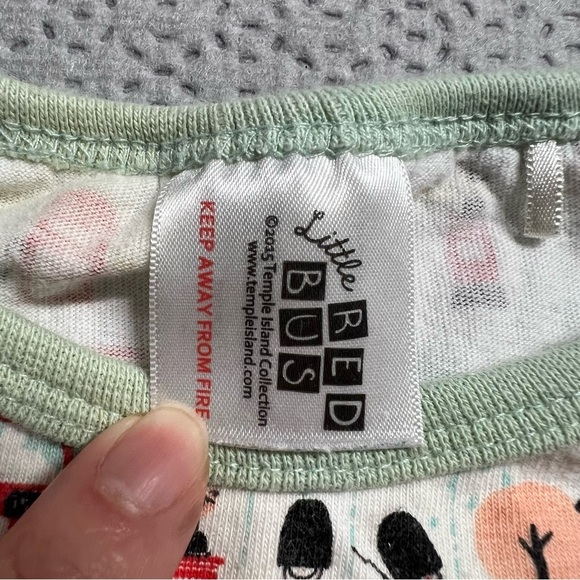 Little
RED
BUS
©2015 Temple Island Collection
www.templeisland.com
KEEP AWAY FROM FIRE